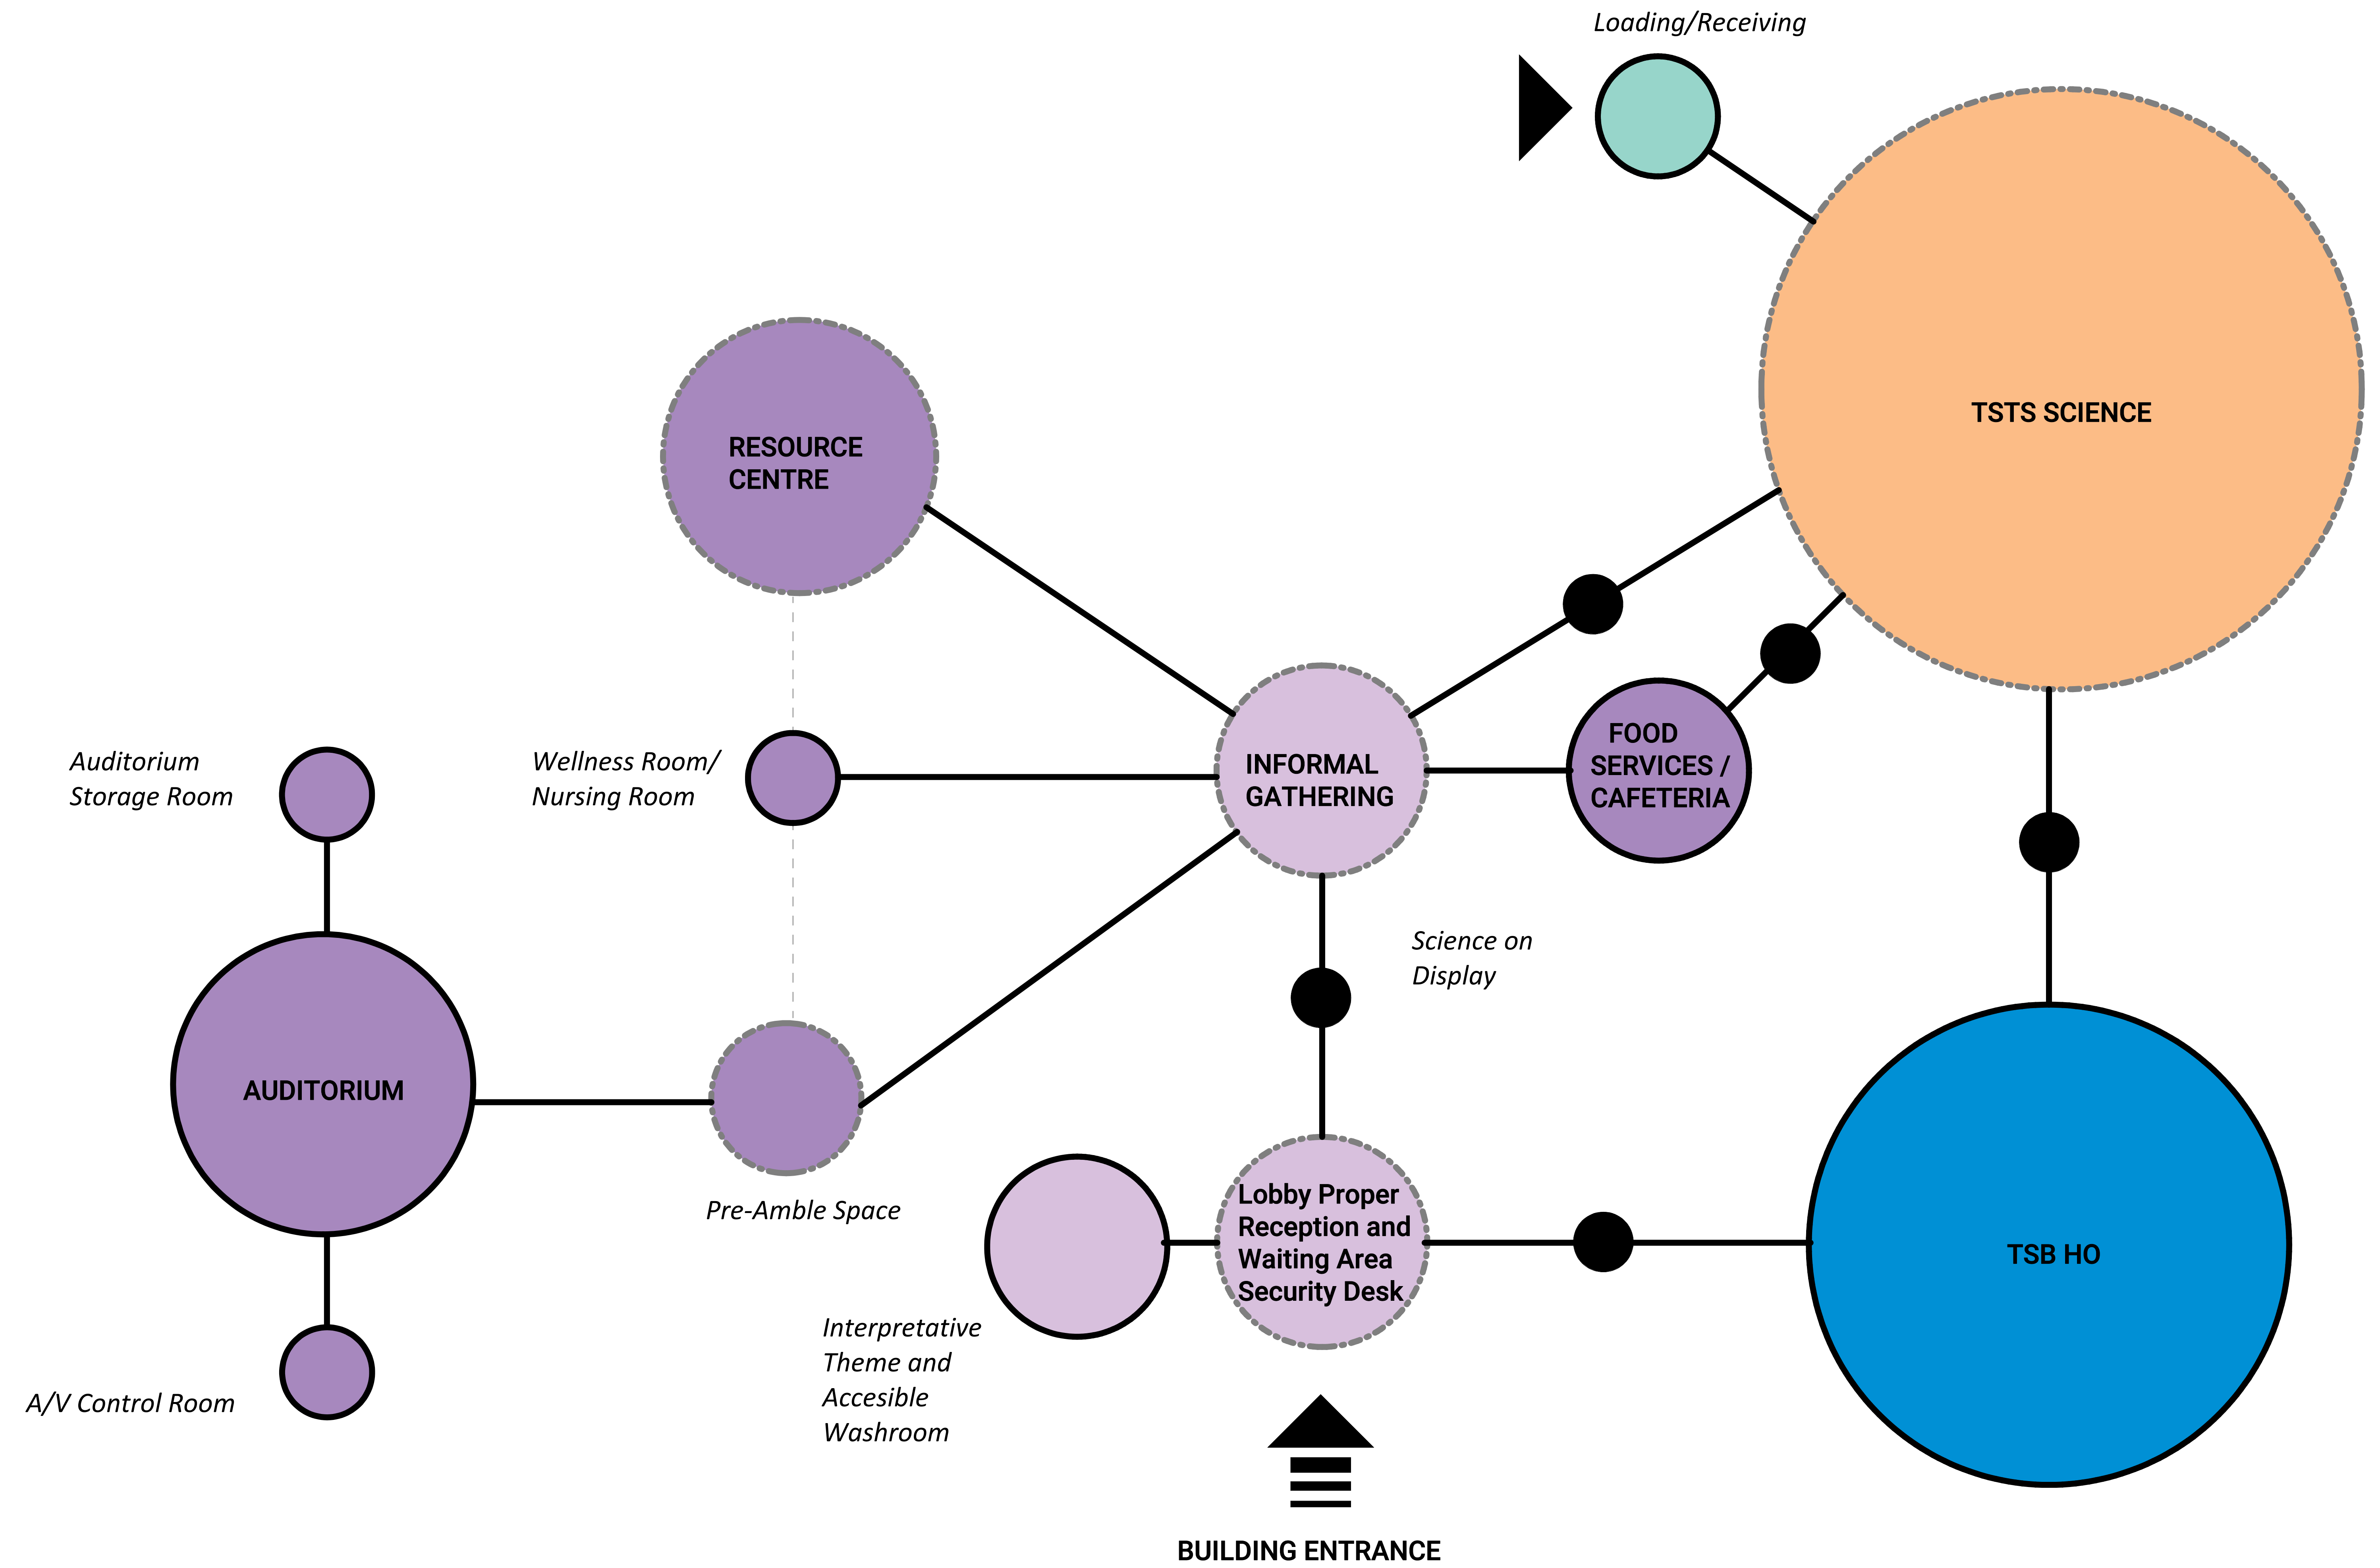 Loading/Receiving
TSTS SCIENCE
RESOURCE
CENTRE
FOOD
SERVICES /
CAFETERIA
INFORMAL
GATHERING
Auditorium
Storage Room
Wellness Room/
Nursing Room
Science on
Display
AUDITORIUM
Pre-Amble Space
Lobby Proper
Reception and
Waiting Area
Security Desk
TSB HO
Interpretative
Theme and
Accesible
Washroom
A/V Control Room
BUILDING ENTRANCE